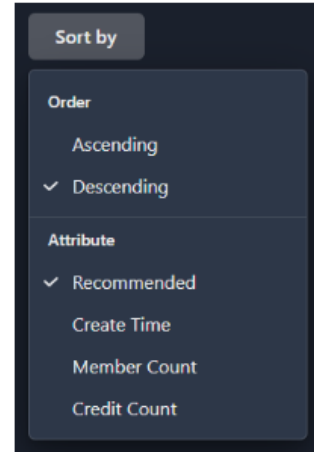 Sort by
Order
Ascending
Descending
Attribute
Recommended
Create Time
Member Count
Credit Count